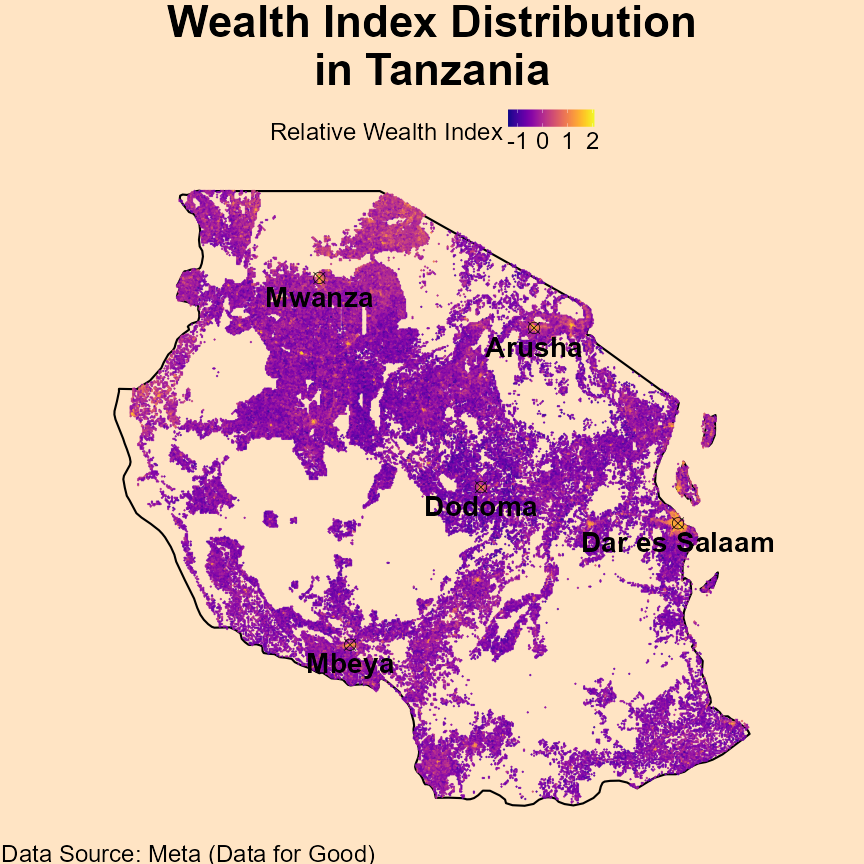 Wealth Index Distribution
in Tanzania
Relative Wealth Index
-1 0 1 2
Mwanza
Arusha
Dodoma
Dar es Salaam
Mbeya
Data Source: Meta (Data for Good)